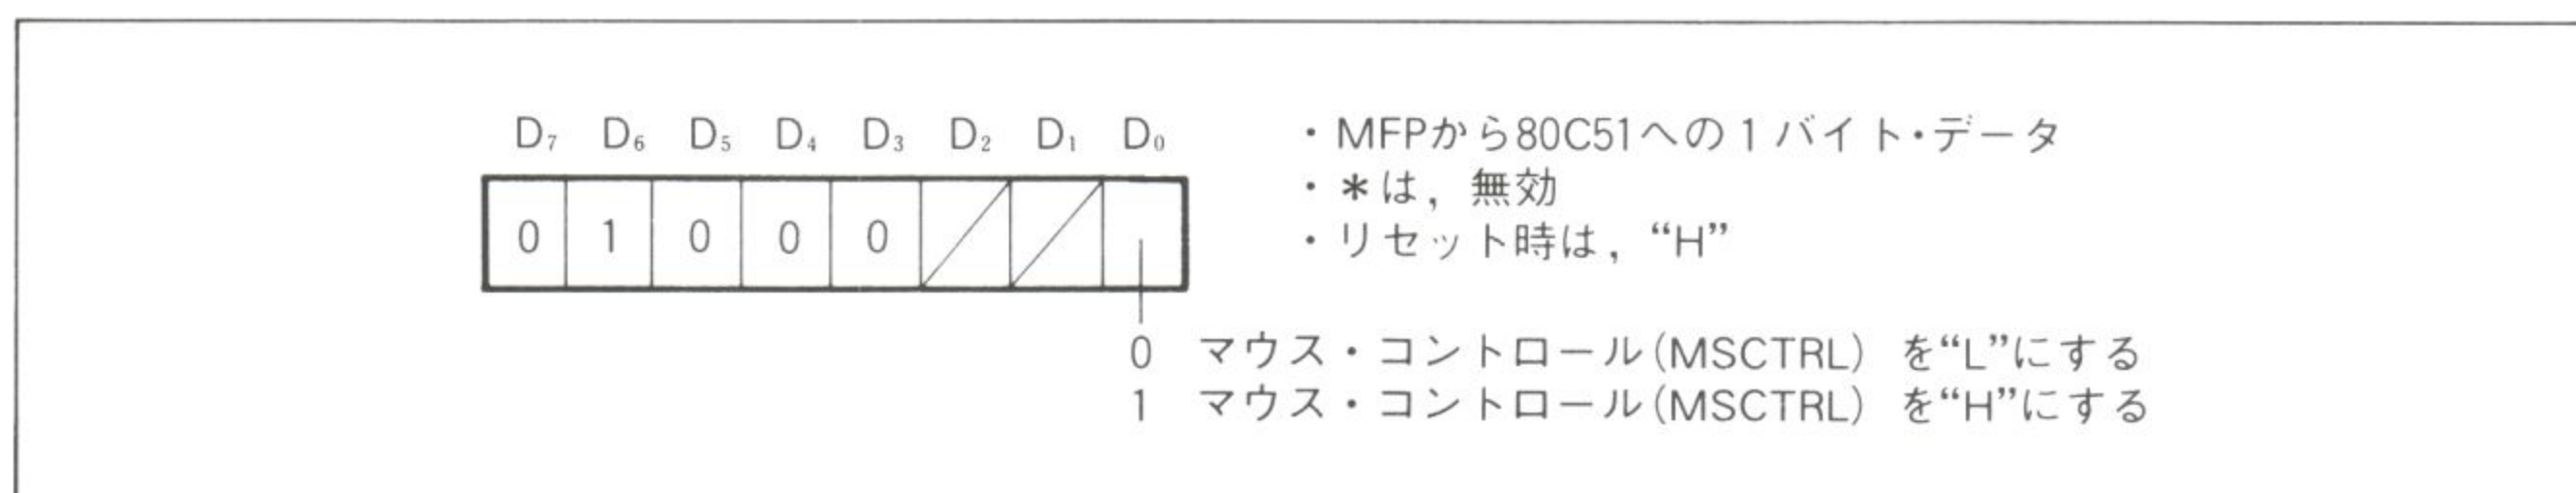 D₇ D₆ D₅ D₄ D₃ D₂ D₁ D₀
0 1 0 0 0
・MFPから80C51への1バイト・データ
・*は，無効
・リセット時は，“H”
0 マウス・コントロール(MSCTRL) を“L”にする
1 マウス・コントロール(MSCTRL) を“H”にする